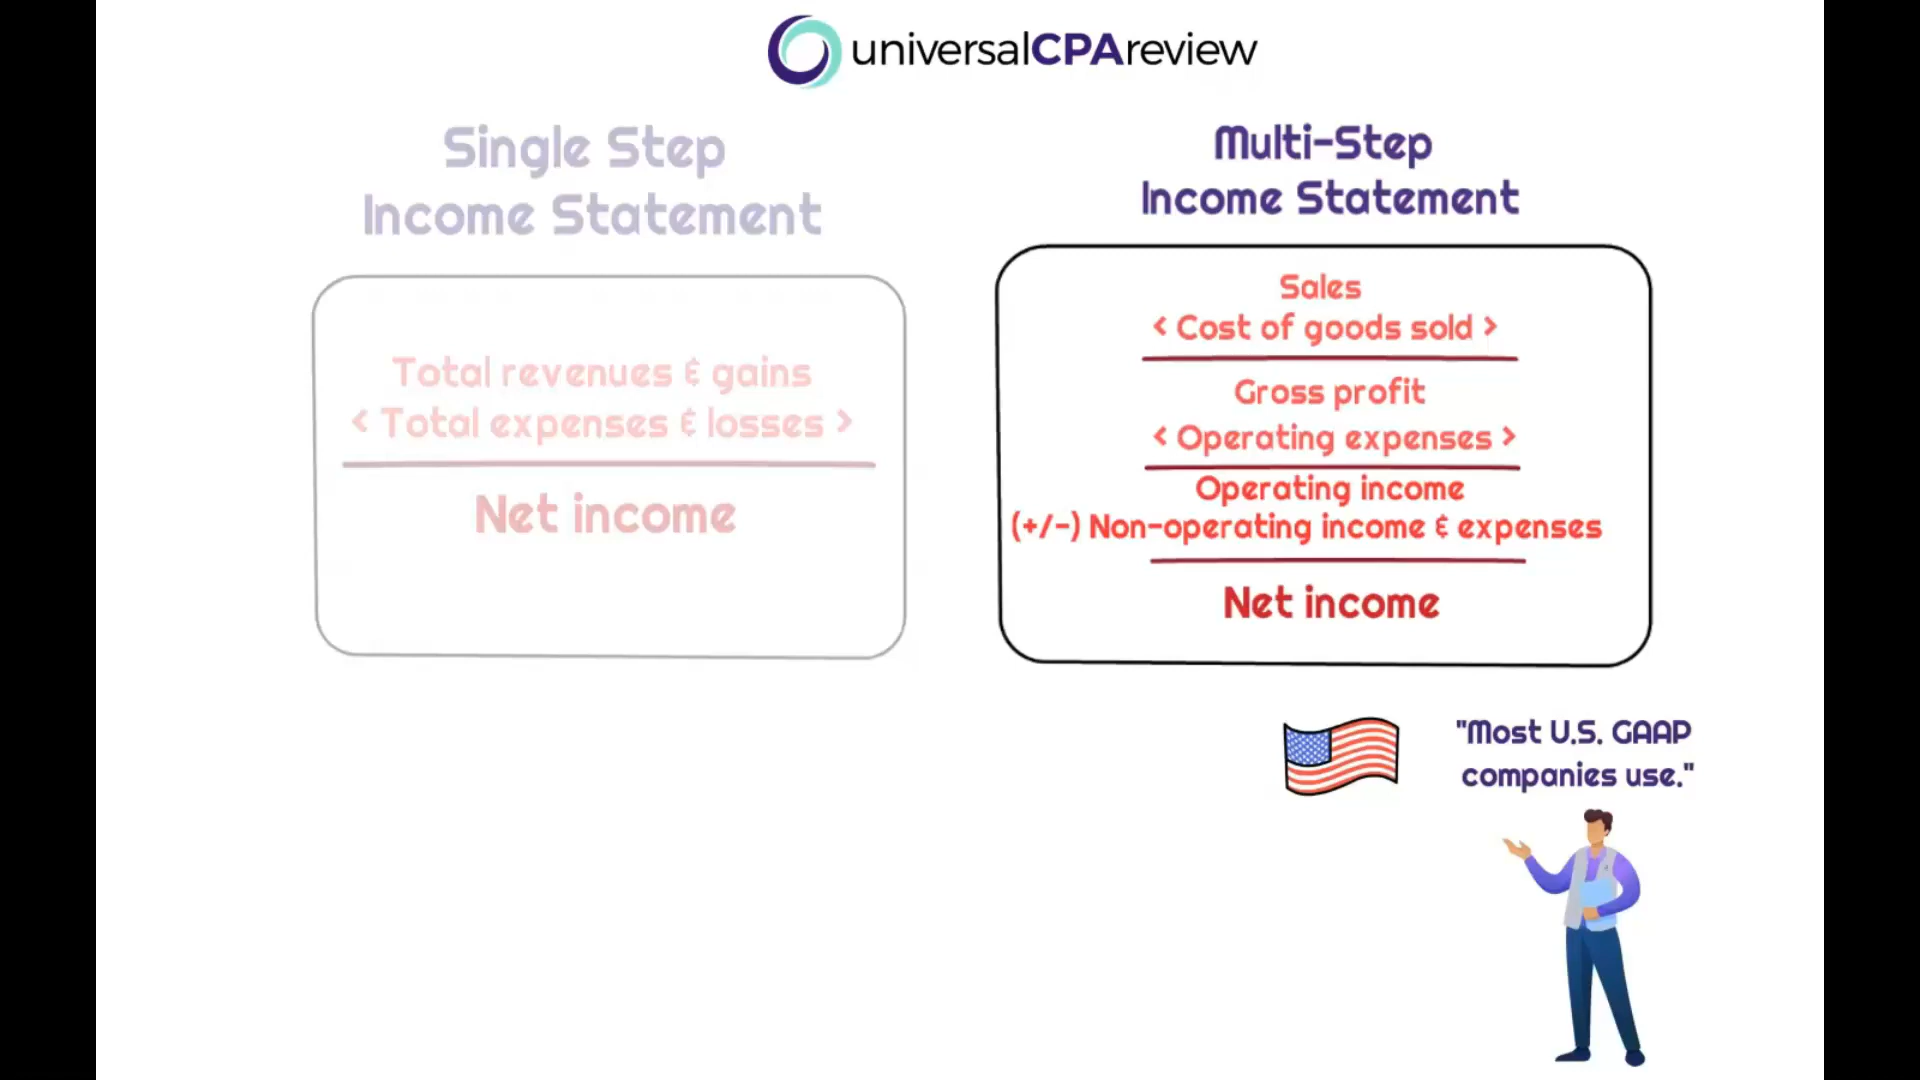 universalCPAreview
Single Step
Income Statement
Total revenues & gains
< Total expenses & losses >
Net income
Multi-Step
Income Statement
Sales
< Cost of goods sold >
Gross profit
< Operating expenses >
Operating income
(+/-) Non-operating income & expenses
Net income
"Most U.S. GAAP
companies use."